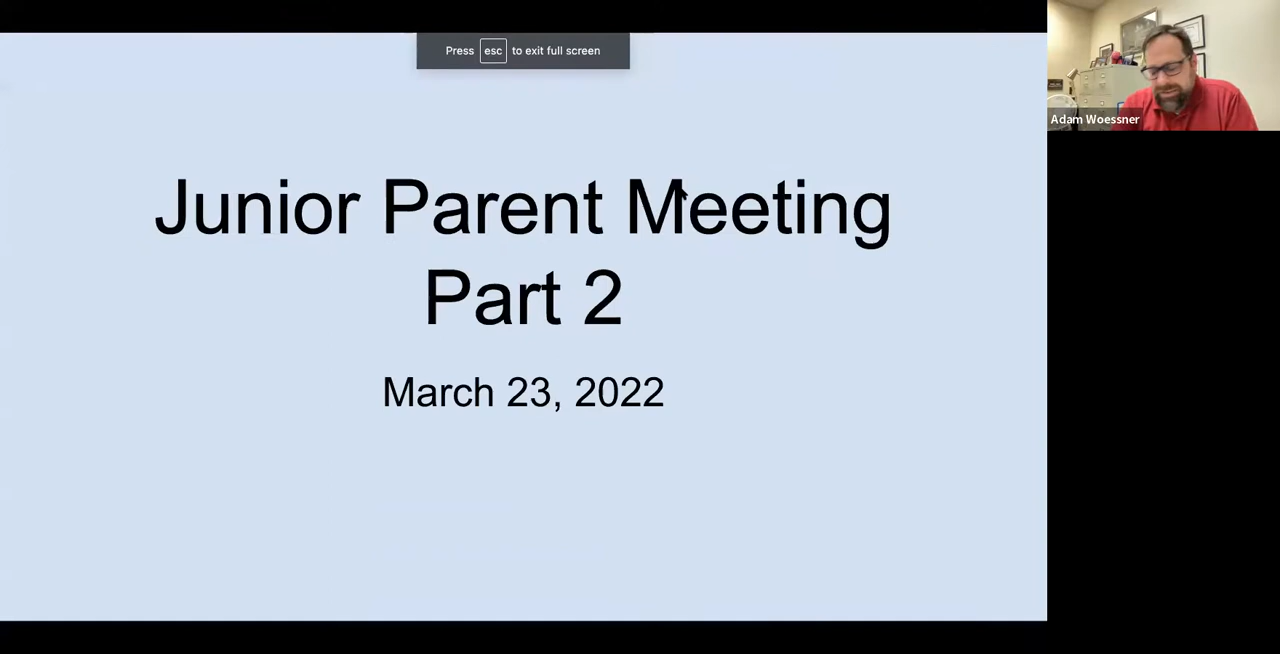 Press esc to exit full screen
Adam Woessner
Junior Parent Meeting
Part 2
March 23, 2022